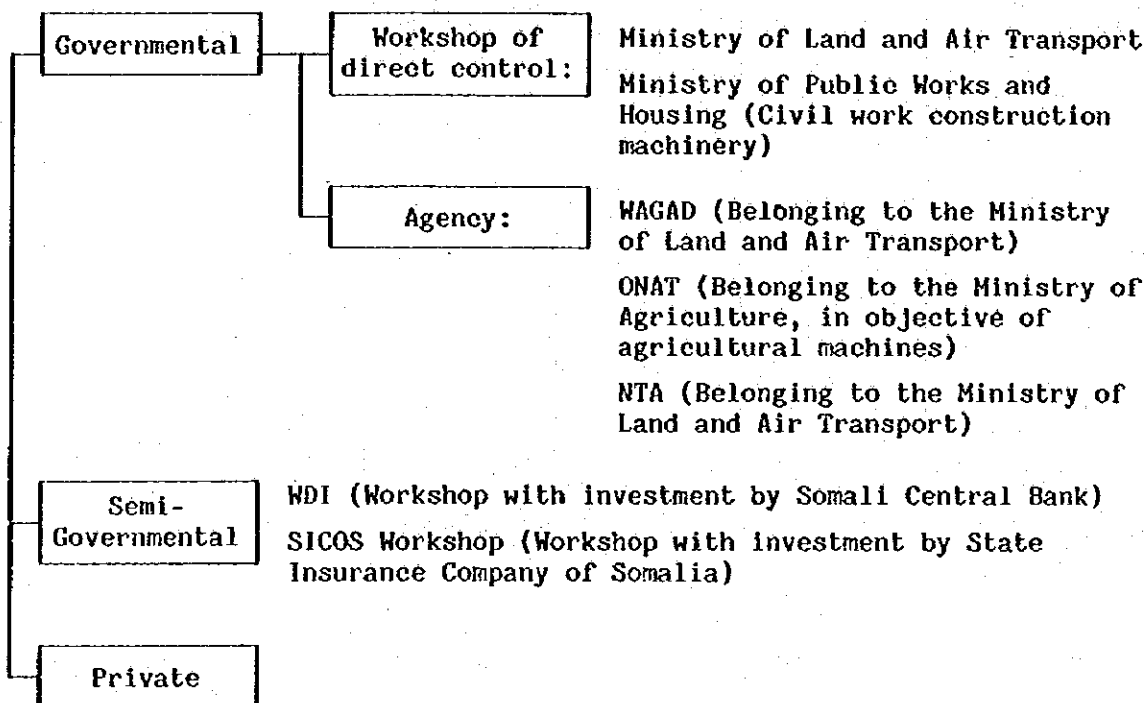 Governmental
Workshop of
direct control:
Ministry of Land and Air Transport
Ministry of Public Works and
Housing (Civil work construction
machinery)
Agency:
WAGAD (Belonging to the Ministry
of Land and Air Transport)
ONAT (Belonging to the Ministry of
Agriculture, in objective of
agricultural machines)
NTA (Belonging to the Ministry of
Land and Air Transport)
Semi-
Governmental
WDI (Workshop with investment by Somali Central Bank)
SICOS Workshop (Workshop with investment by State
Insurance Company of Somalia)
Private